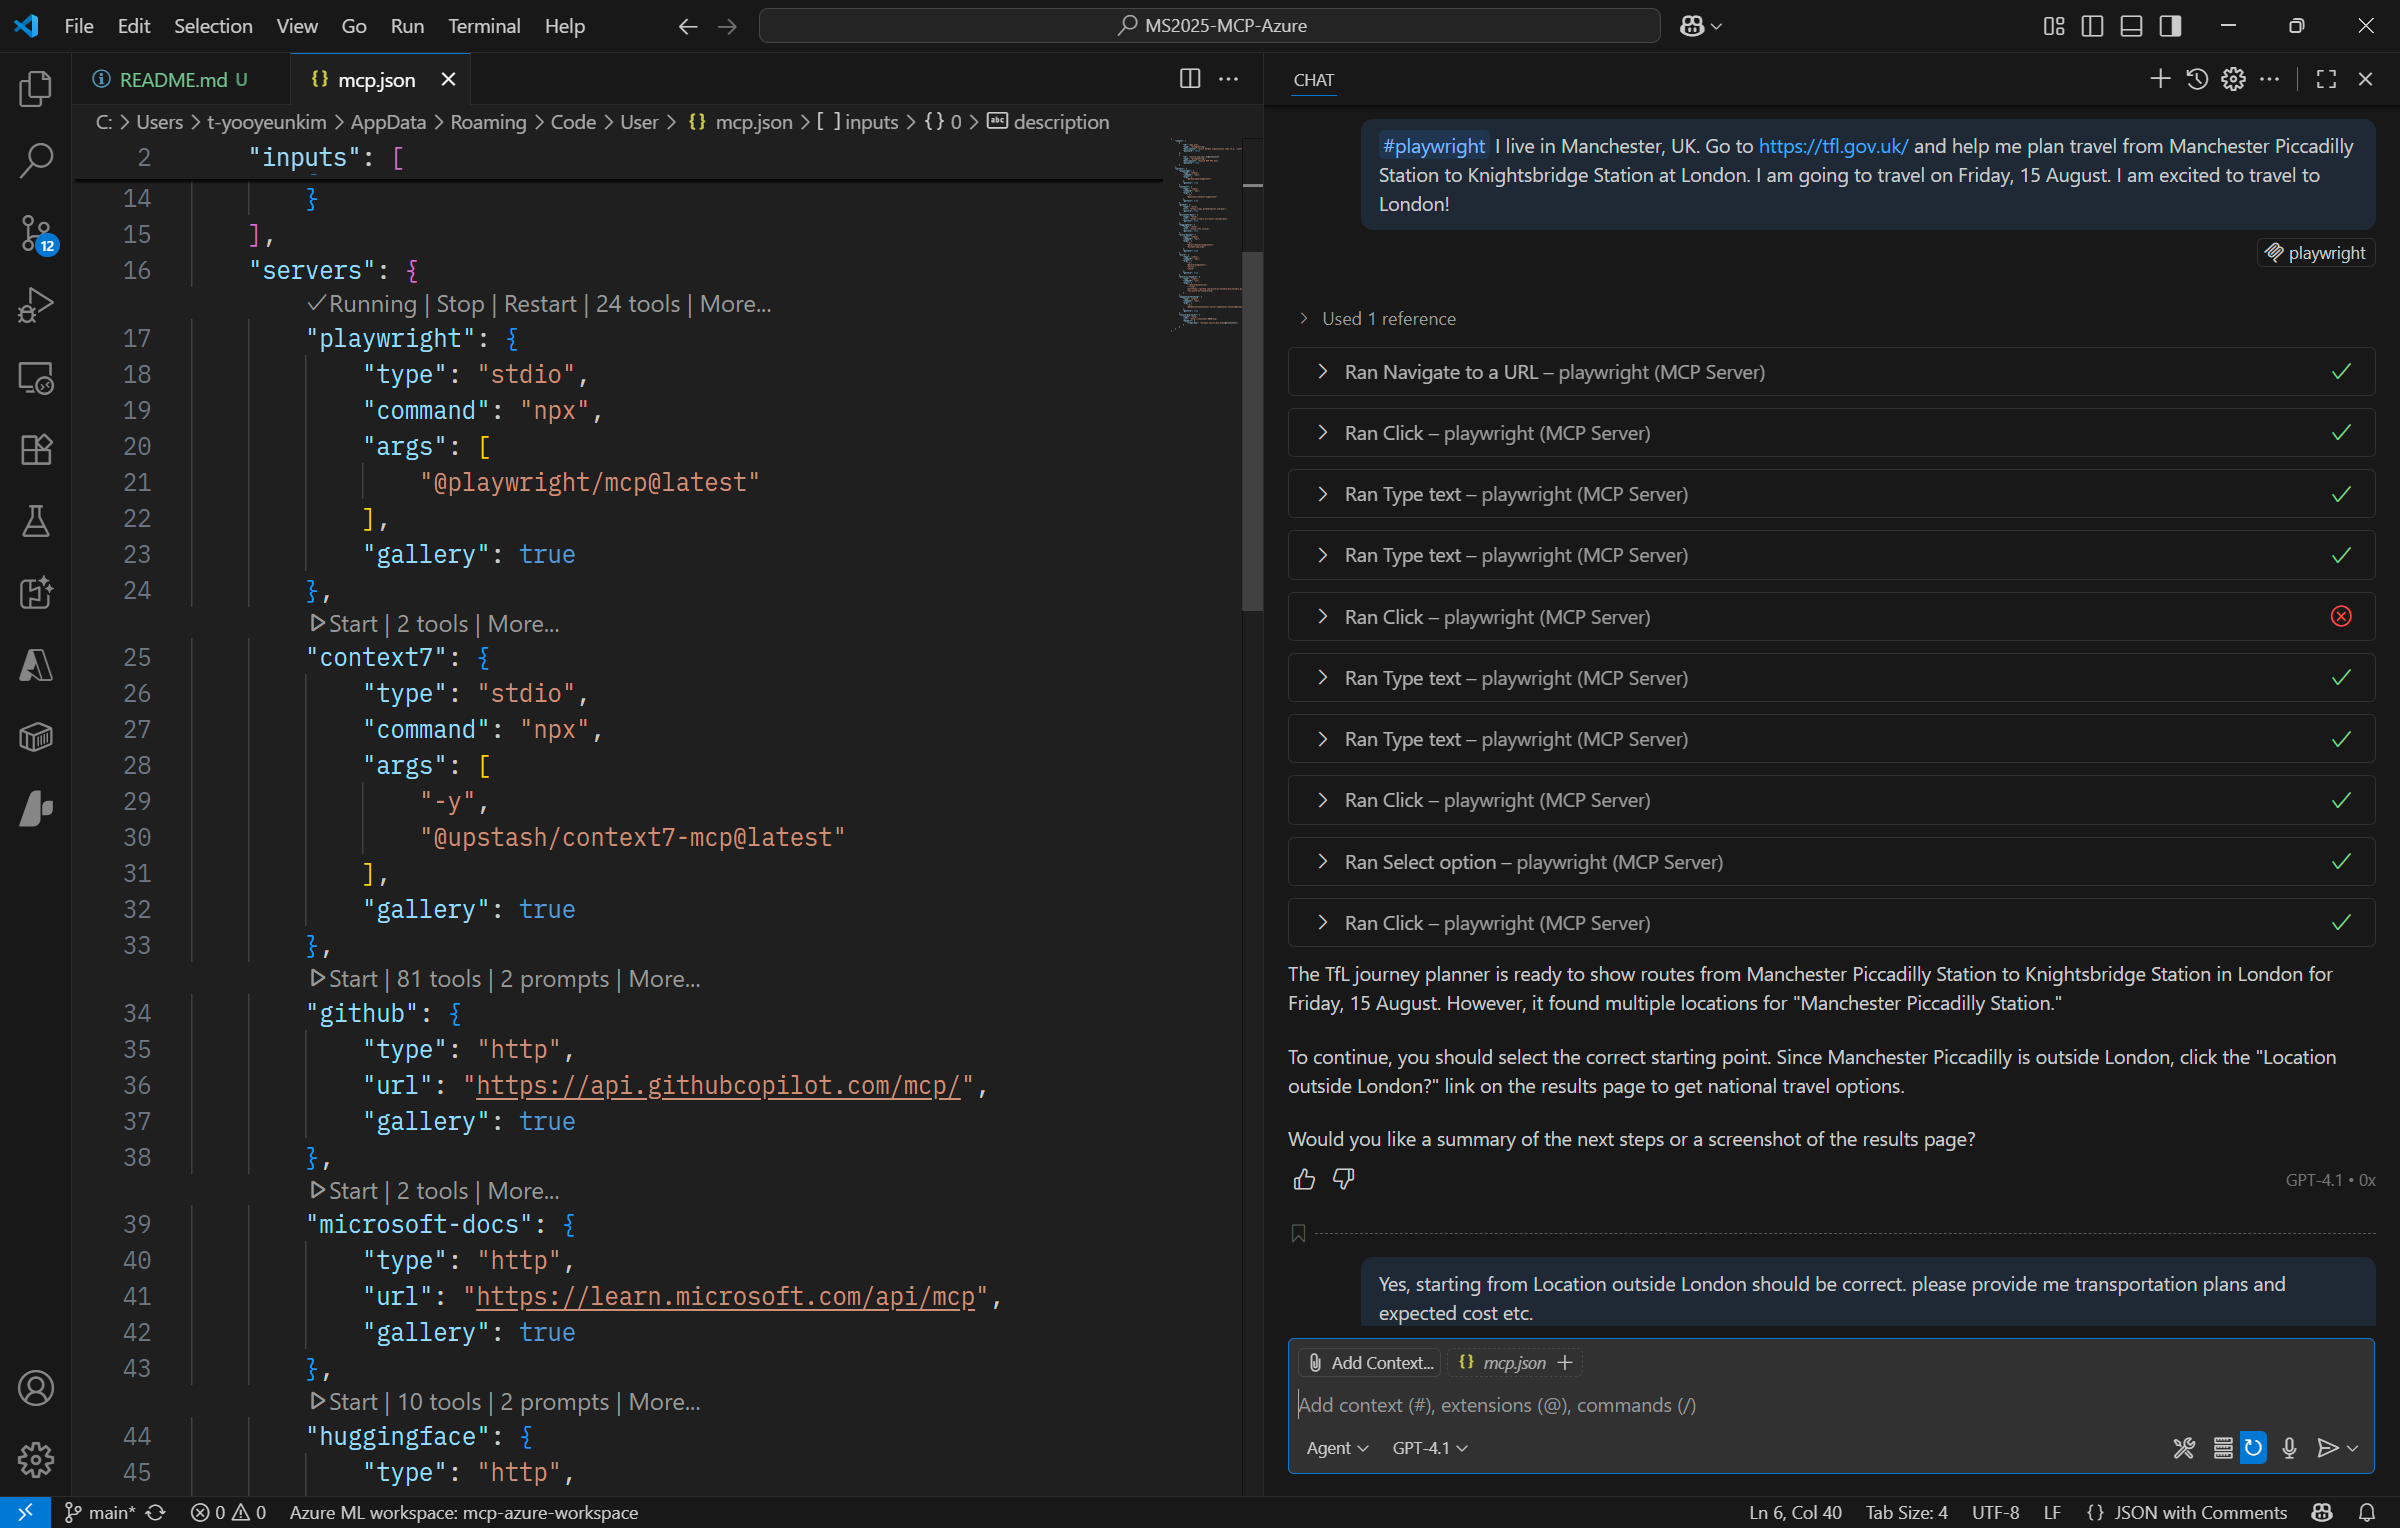 File Edit Selection View Go Run Terminal Help
MS2025-MCP-Azure
README.md U
{} mcp.json
C: > Users > t-yooyeunkim > AppData > Roaming > Code > User > {} mcp.json > [ ] inputs > {} 0 > abc description
2 "inputs": [
14 }
15 ],
16 "servers": {
✓Running | Stop | Restart | 24 tools | More...
17 "playwright": {
18 "type": "stdio",
19 "command": "npx",
20 "args": [
21 "@playwright/mcp@latest"
22 ],
23 "gallery": true
24 },
Start | 2 tools | More...
25 "context7": {
26 "type": "stdio",
27 "command": "npx",
28 "args": [
29 "-y",
30 "@upstash/context7-mcp@latest"
31 ],
32 "gallery": true
33 },
Start | 81 tools | 2 prompts | More...
34 "github": {
35 "type": "http",
36 "url": "https://api.githubcopilot.com/mcp/",
37 "gallery": true
38 },
Start | 2 tools | More...
39 "microsoft-docs": {
40 "type": "http",
41 "url": "https://learn.microsoft.com/api/mcp",
42 "gallery": true
43 },
Start | 10 tools | 2 prompts | More...
44 "huggingface": {
45 "type": "http",
12
CHAT
#playwright I live in Manchester, UK. Go to https://tfl.gov.uk/ and help me plan travel from Manchester Piccadilly
Station to Knightsbridge Station at London. I am going to travel on Friday, 15 August. I am excited to travel to
London!
playwright
Used 1 reference
Ran Navigate to a URL – playwright (MCP Server)
Ran Click – playwright (MCP Server)
Ran Type text – playwright (MCP Server)
Ran Type text – playwright (MCP Server)
Ran Click – playwright (MCP Server)
Ran Type text – playwright (MCP Server)
Ran Type text – playwright (MCP Server)
Ran Click – playwright (MCP Server)
Ran Select option – playwright (MCP Server)
Ran Click – playwright (MCP Server)
The TfL journey planner is ready to show routes from Manchester Piccadilly Station to Knightsbridge Station in London for
Friday, 15 August. However, it found multiple locations for "Manchester Piccadilly Station."
To continue, you should select the correct starting point. Since Manchester Piccadilly is outside London, click the "Location
outside London?" link on the results page to get national travel options.
Would you like a summary of the next steps or a screenshot of the results page?
GPT-4.1 • 0x
Yes, starting from Location outside London should be correct. please provide me transportation plans and
expected cost etc.
Add Context... {} mcp.json
Add context (#), extensions (@), commands (/)
Agent GPT-4.1
main* 0 0 Azure ML workspace: mcp-azure-workspace Ln 6, Col 40 Tab Size: 4 UTF-8 LF {} JSON with Comments